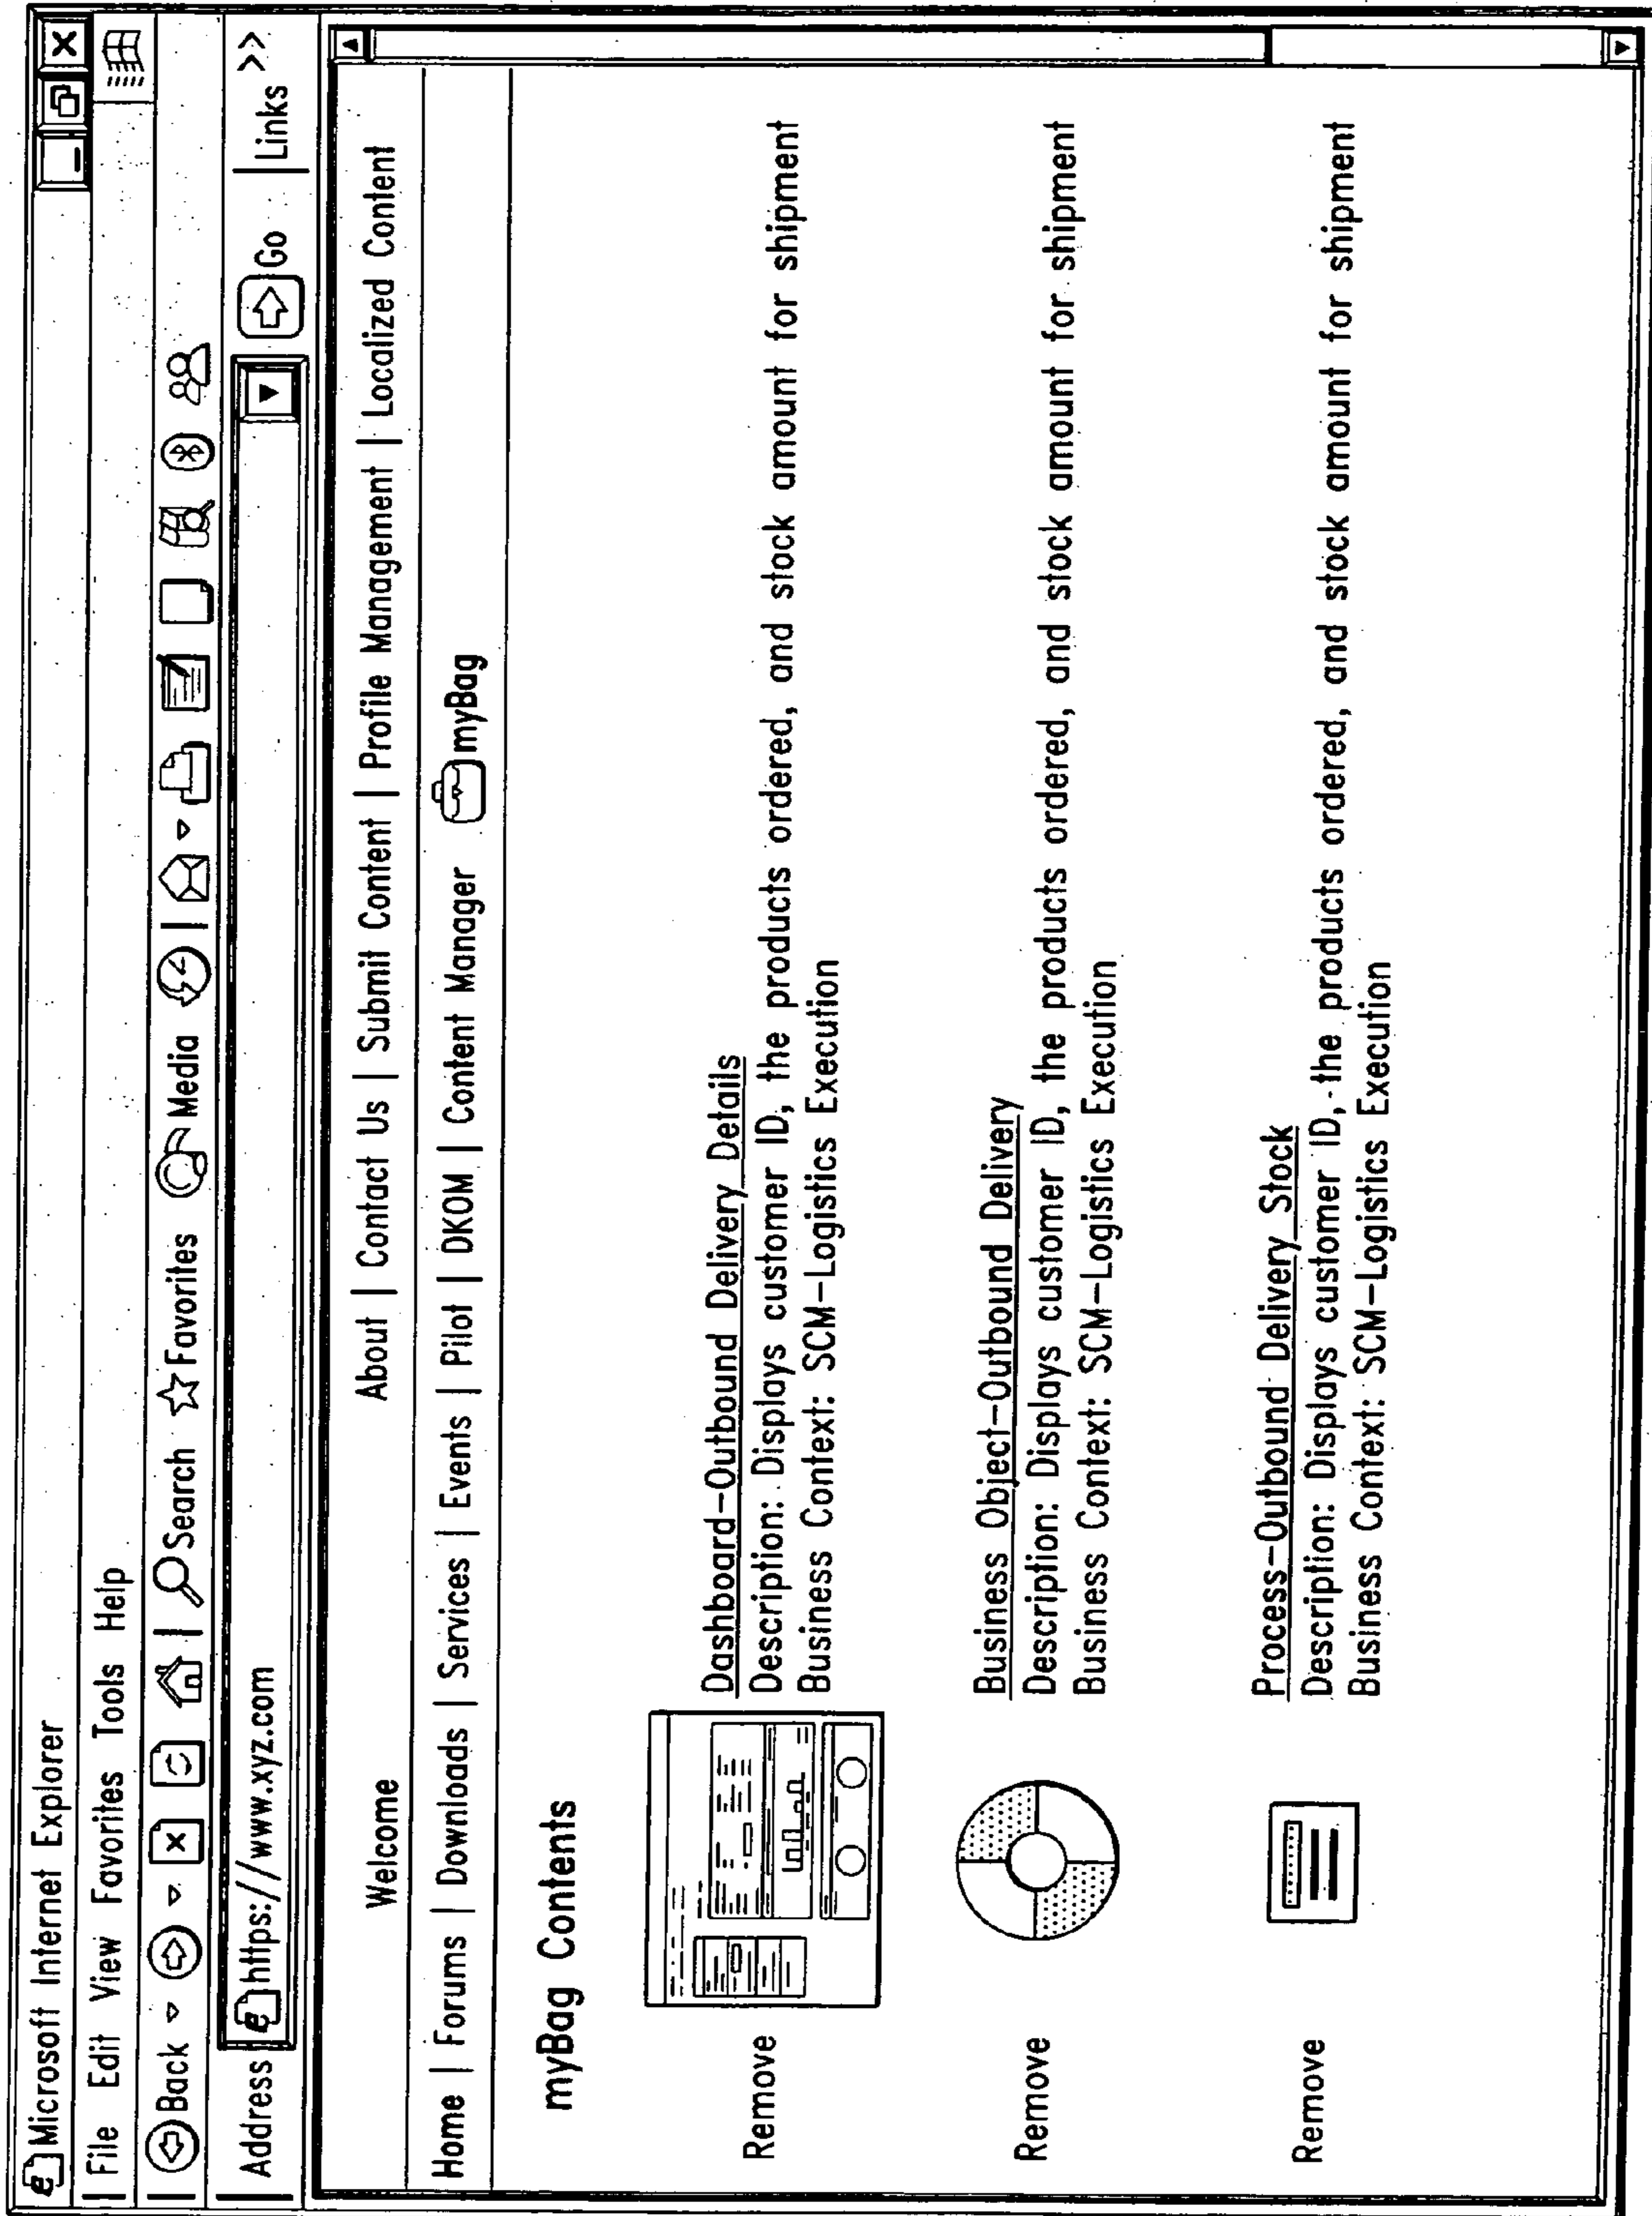 Microsoft Internet Explorer
File Edit View Favorites Tools Help
Back Search Favorites Media
Address https://www.xyz.com Go Links >>
Welcome About | Contact Us | Submit Content | Profile Management | Localized Content
Home | Forums | Downloads | Services | Events | Pilot | DKOM | Content Manager myBag
myBag Contents
Dashboard-Outbound Delivery Details
Remove Description: Displays customer ID, the products ordered, and stock amount for shipment
Business Context: SCM-Logistics Execution
Business Object-Outbound Delivery
Remove Description: Displays customer ID, the products ordered, and stock amount for shipment
Business Context: SCM-Logistics Execution
Process-Outbound Delivery Stock
Remove Description: Displays customer ID, the products ordered, and stock amount for shipment
Business Context: SCM-Logistics Execution